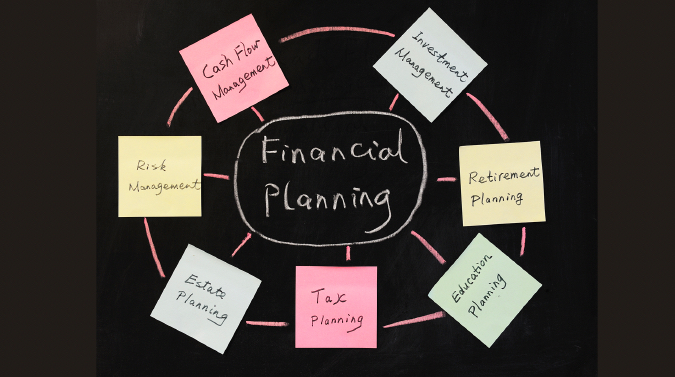 Cash Flow
Management
Investment
Management
Financial
Planning
Risk
Management
Retirement
Planning
Estate
Planning
Tax
Planning
Education
Planning